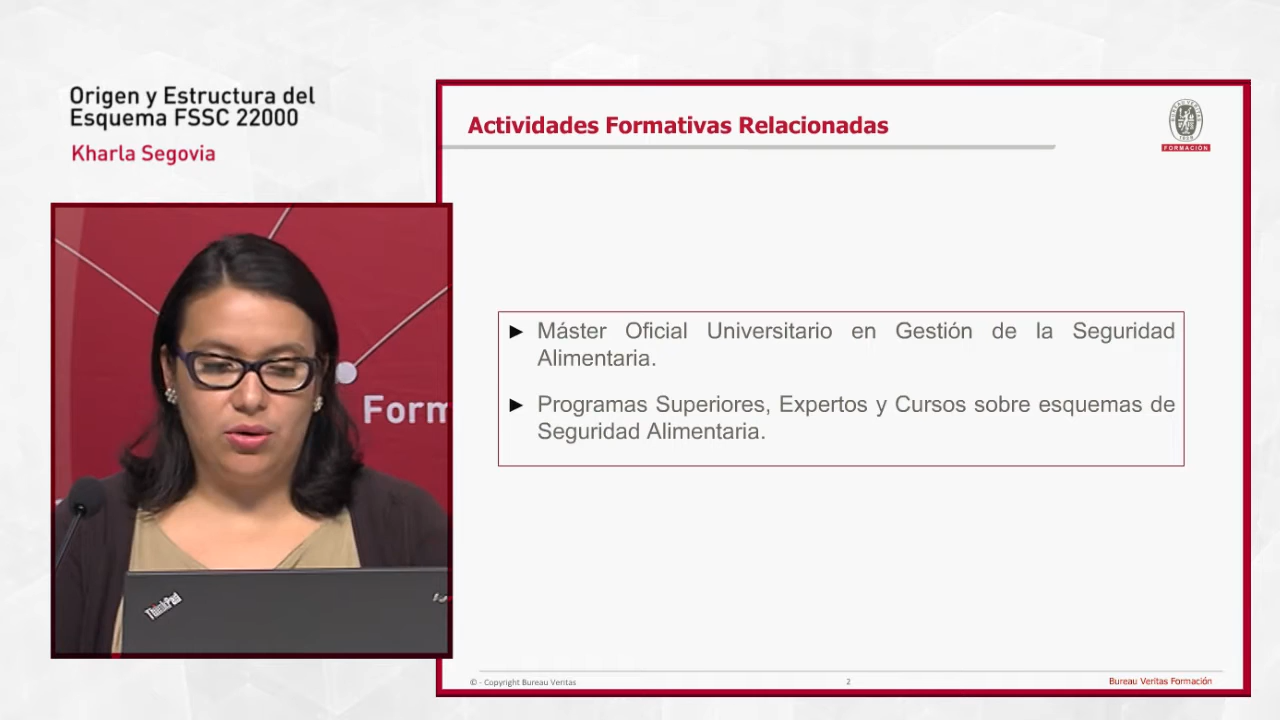 Origen y Estructura del
Esquema FSSC 22000
Kharla Segovia
Actividades Formativas Relacionadas
FORMACIÓN
► Máster Oficial Universitario en Gestión de la Seguridad
Alimentaria.
► Programas Superiores, Expertos y Cursos sobre esquemas de
Seguridad Alimentaria.
Form
ThinkPad
© - Copyright Bureau Veritas
2
Bureau Veritas Formación